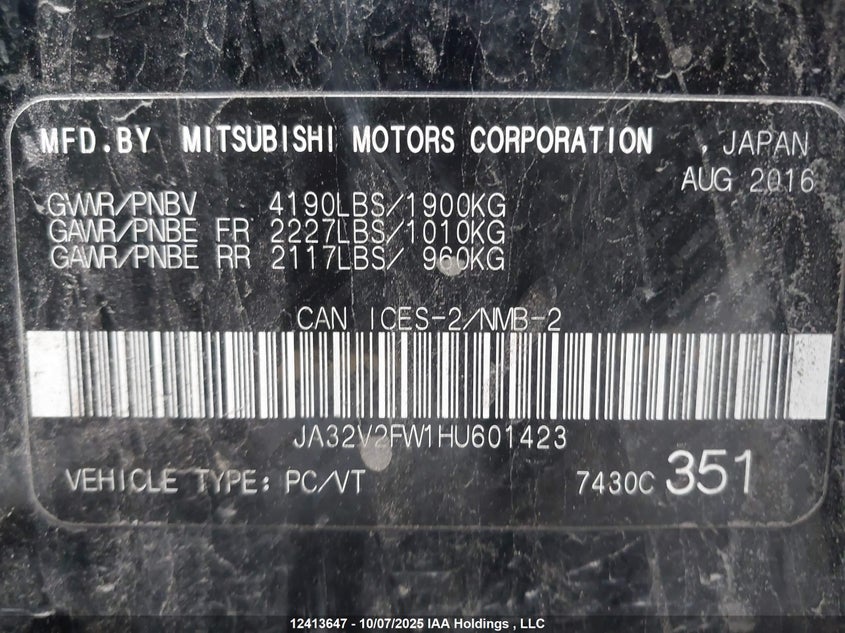 MFD.BY MITSUBISHI MOTORS CORPORATION , JAPAN
AUG 2016
GVWR/PNBV 4190LBS/1900KG
GAWR/PNBE FR 2227LBS/1010KG
GAWR/PNBE RR 2117LBS/ 960KG
CAN ICES-2/NMB-2
JA32V2FW1HU601423
VEHICLE TYPE: PC/VT 7430C 351
12413647 - 10/07/2025 IAA Holdings , LLC